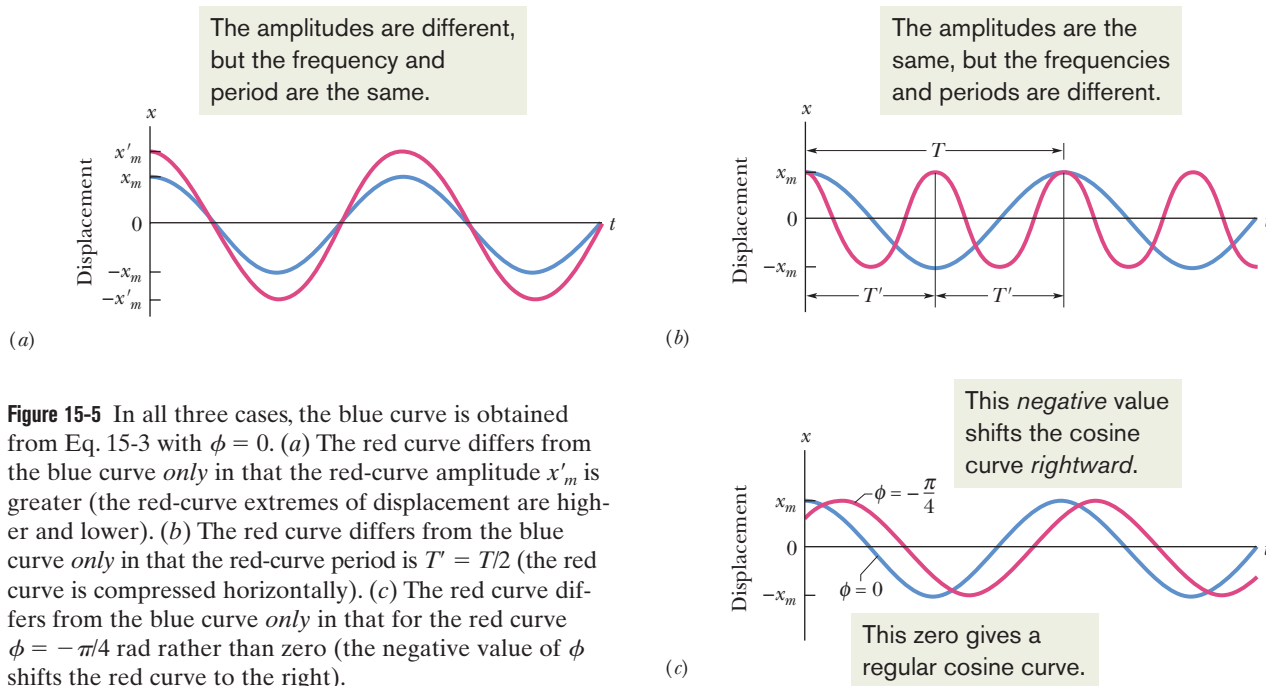 The amplitudes are different,
but the frequency and
period are the same.
x
Displacement
x′m
xm
0
t
−xm
−x′m
(a)
The amplitudes are the
same, but the frequencies
and periods are different.
x
Displacement
T
xm
0
−xm
T′
T′
(b)
Figure 15-5 In all three cases, the blue curve is obtained
from Eq. 15-3 with ϕ = 0. (a) The red curve differs from
the blue curve only in that the red-curve amplitude x′m is
greater (the red-curve extremes of displacement are high-
er and lower). (b) The red curve differs from the blue
curve only in that the red-curve period is T′ = T/2 (the red
curve is compressed horizontally). (c) The red curve dif-
fers from the blue curve only in that for the red curve
ϕ = −π/4 rad rather than zero (the negative value of ϕ
shifts the red curve to the right).
This negative value
shifts the cosine
curve rightward.
x
Displacement
xm
ϕ = −π/4
0
−xm
ϕ = 0
This zero gives a
regular cosine curve.
(c)